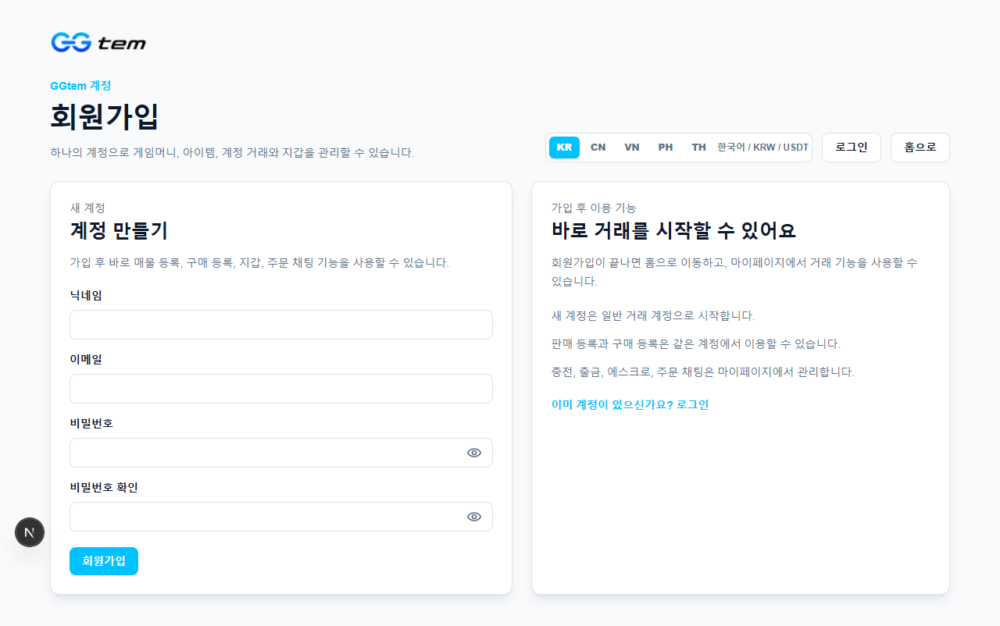 GG tem
GGtem 계정
회원가입
하나의 계정으로 게임머니, 아이템, 계정 거래와 지갑을 관리할 수 있습니다.
KR CN VN PH TH 한국어 / KRW / USDT 로그인 홈으로
새 계정
계정 만들기
가입 후 바로 매물 등록, 구매 등록, 지갑, 주문 채팅 기능을 사용할 수 있습니다.
닉네임
이메일
비밀번호
비밀번호 확인
회원가입
가입 후 이용 기능
바로 거래를 시작할 수 있어요
회원가입이 끝나면 홈으로 이동하고, 마이페이지에서 거래 기능을 사용할 수
있습니다.
새 계정은 일반 거래 계정으로 시작합니다.
판매 등록과 구매 등록은 같은 계정에서 이용할 수 있습니다.
충전, 출금, 에스크로, 주문 채팅은 마이페이지에서 관리합니다.
이미 계정이 있으신가요? 로그인
N